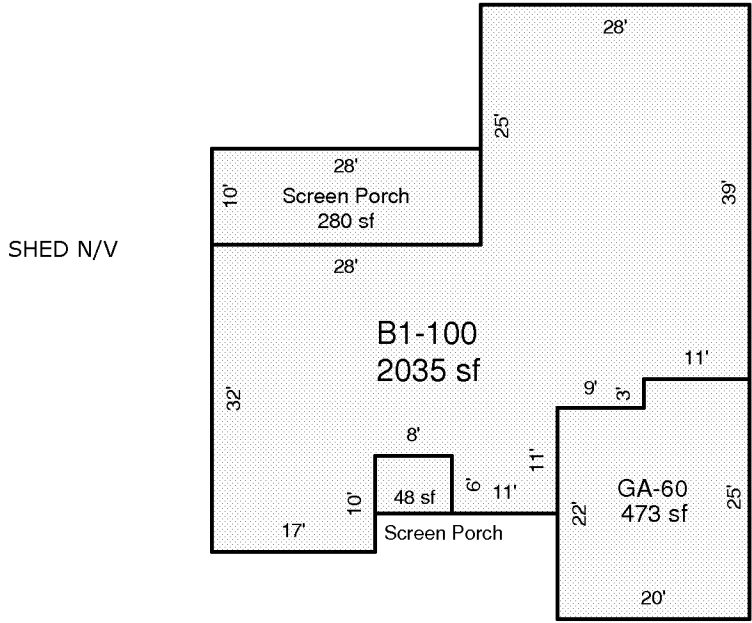 28'
25'
28'
10'
Screen Porch
280 sf
39'
SHED N/V
28'
B1-100
2035 sf
11'
9'
3'
32'
8'
11'
6'
11'
10'
48 sf
GA-60
473 sf
22'
25'
17'
Screen Porch
20'